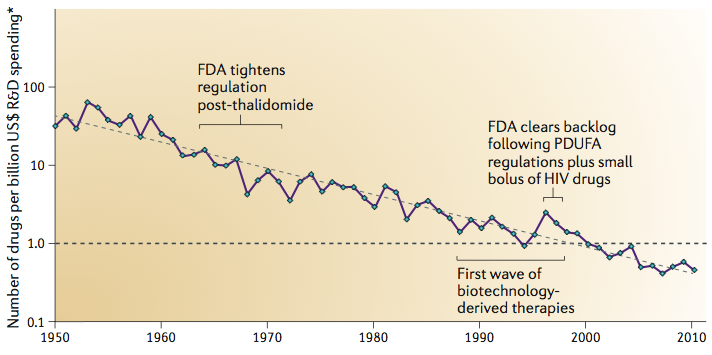 Number of drugs per billion US$ R&D spending*
100
10
1.0
0.1
FDA tightens
regulation
post-thalidomide
FDA clears backlog
following PDUFA
regulations plus small
bolus of HIV drugs
First wave of
biotechnology-
derived therapies
1950 1960 1970 1980 1990 2000 2010